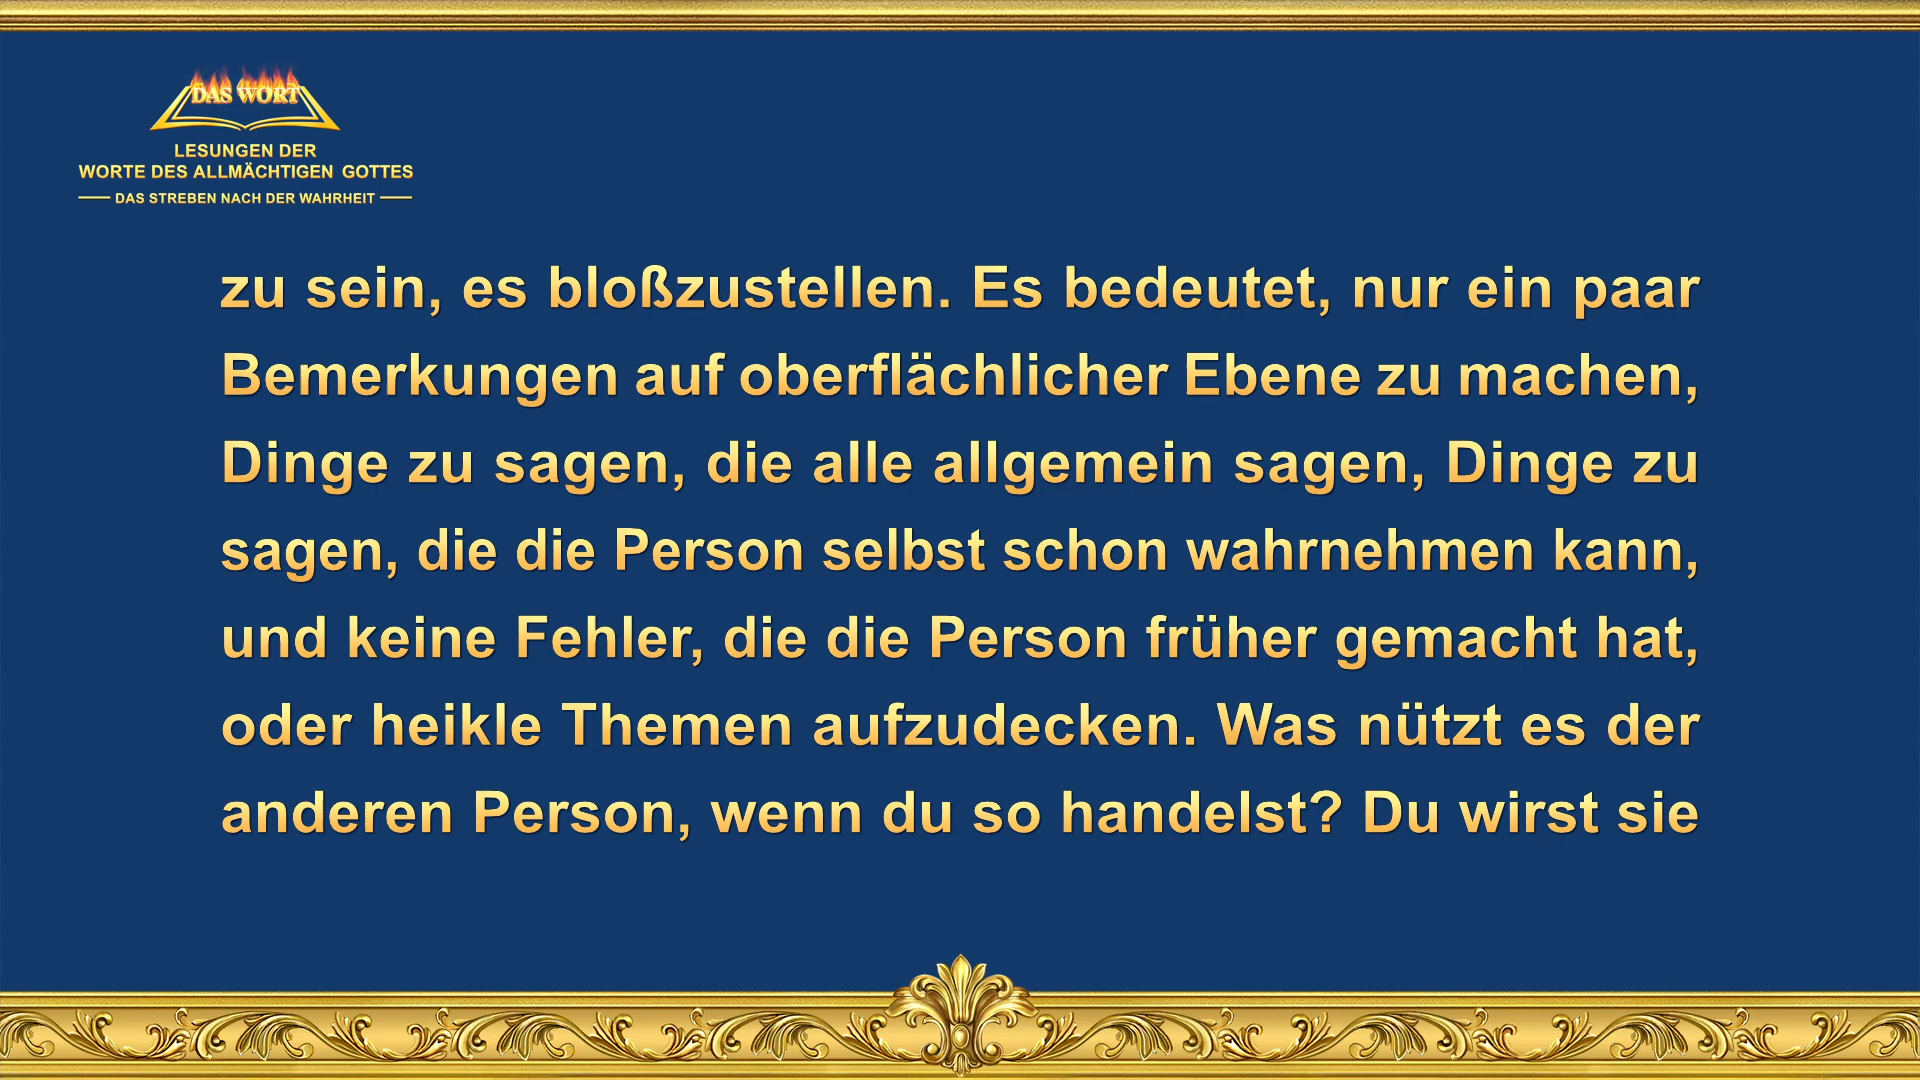 DAS WORT
LESUNGEN DER
WORTE DES ALLMÄCHTIGEN GOTTES
DAS STREBEN NACH DER WAHRHEIT
zu sein, es bloßzustellen. Es bedeutet, nur ein paar
Bemerkungen auf oberflächlicher Ebene zu machen,
Dinge zu sagen, die alle allgemein sagen, Dinge zu
sagen, die die Person selbst schon wahrnehmen kann,
und keine Fehler, die die Person früher gemacht hat,
oder heikle Themen aufzudecken. Was nützt es der
anderen Person, wenn du so handelst? Du wirst sie